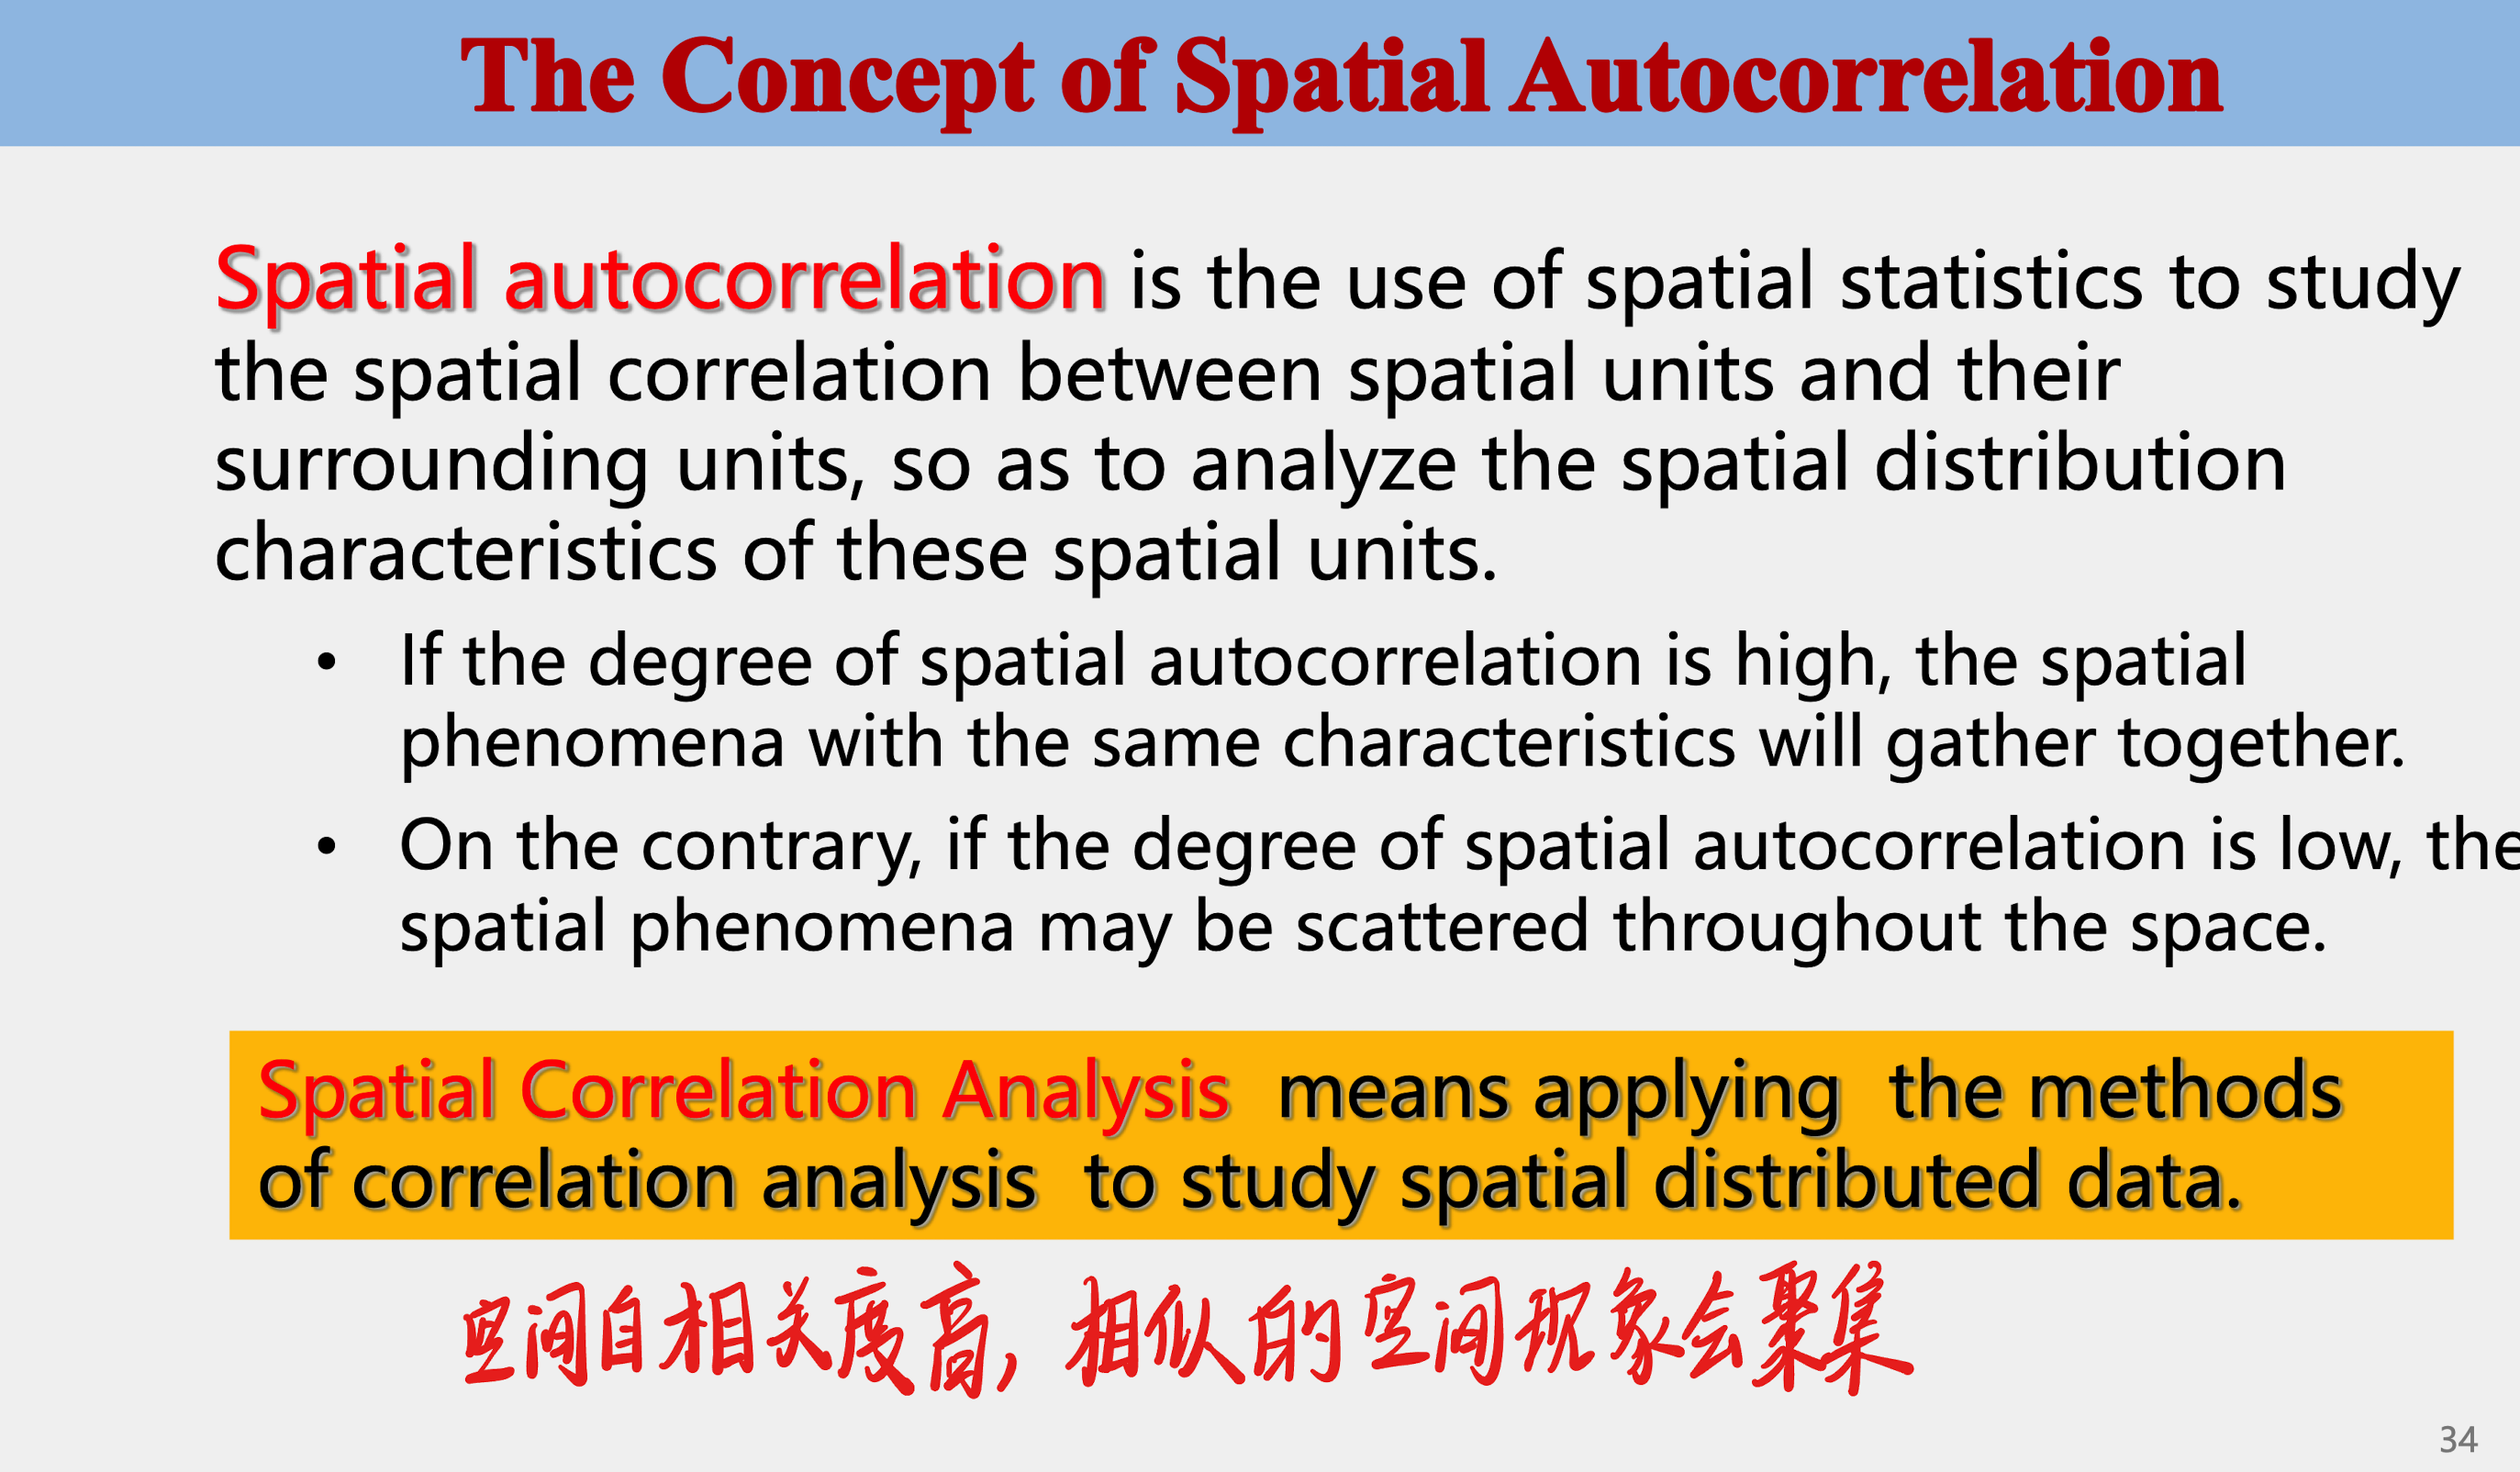 The Concept of Spatial Autocorrelation
Spatial autocorrelation is the use of spatial statistics to study
the spatial correlation between spatial units and their
surrounding units, so as to analyze the spatial distribution
characteristics of these spatial units.
• If the degree of spatial autocorrelation is high, the spatial
phenomena with the same characteristics will gather together.
• On the contrary, if the degree of spatial autocorrelation is low, the
spatial phenomena may be scattered throughout the space.
Spatial Correlation Analysis means applying the methods
of correlation analysis to study spatial distributed data.
空间自相关度高，相似的空间现象会聚集
34